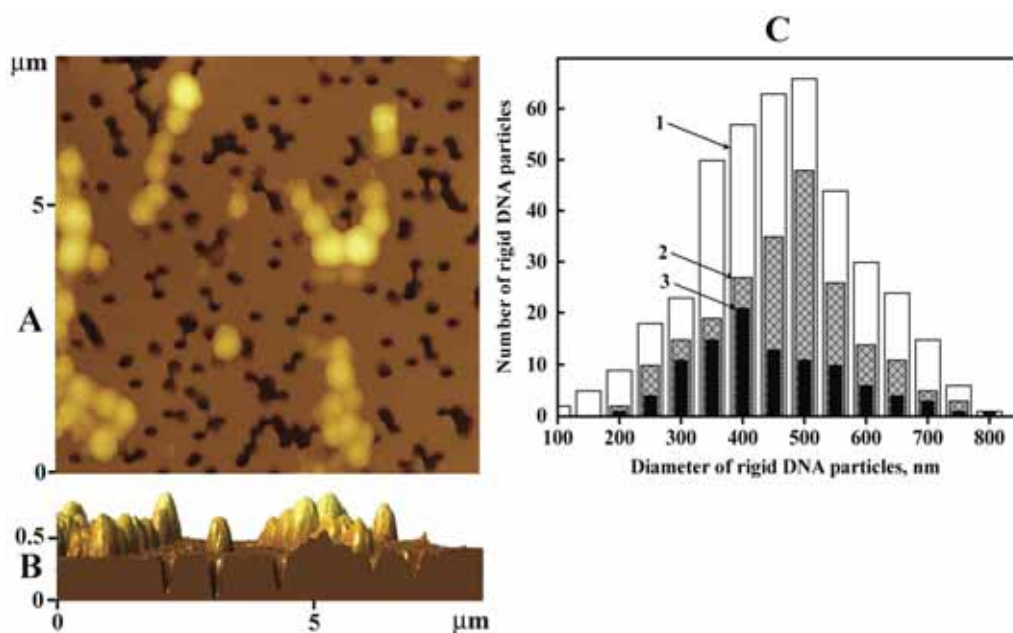 μm
5
A
0
0.5
B
0
0
5
μm
C
Number of rigid DNA particles
60
50
40
30
20
10
0
1
2
3
100 200 300 400 500 600 700 800
Diameter of rigid DNA particles, nm